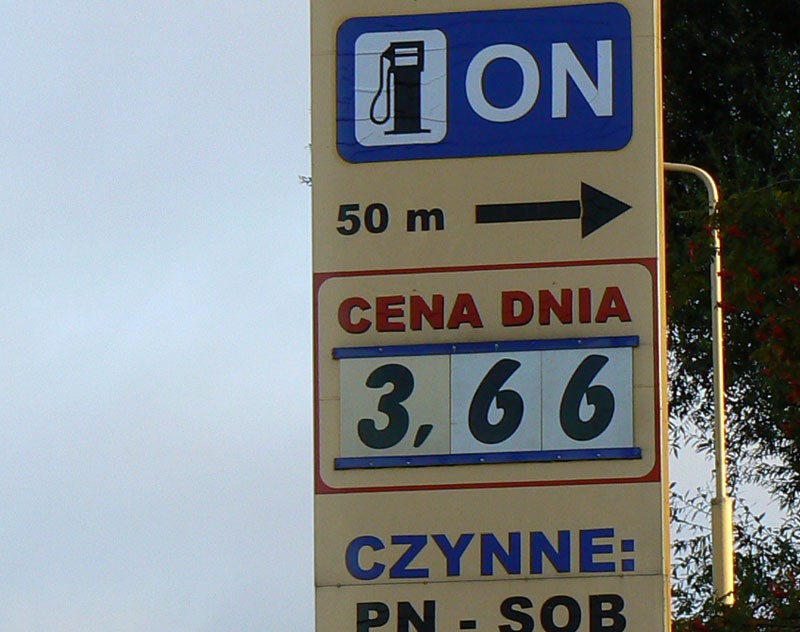 ON
50 m
CENA DNIA
3,66
CZYNNE:
PN - SOB